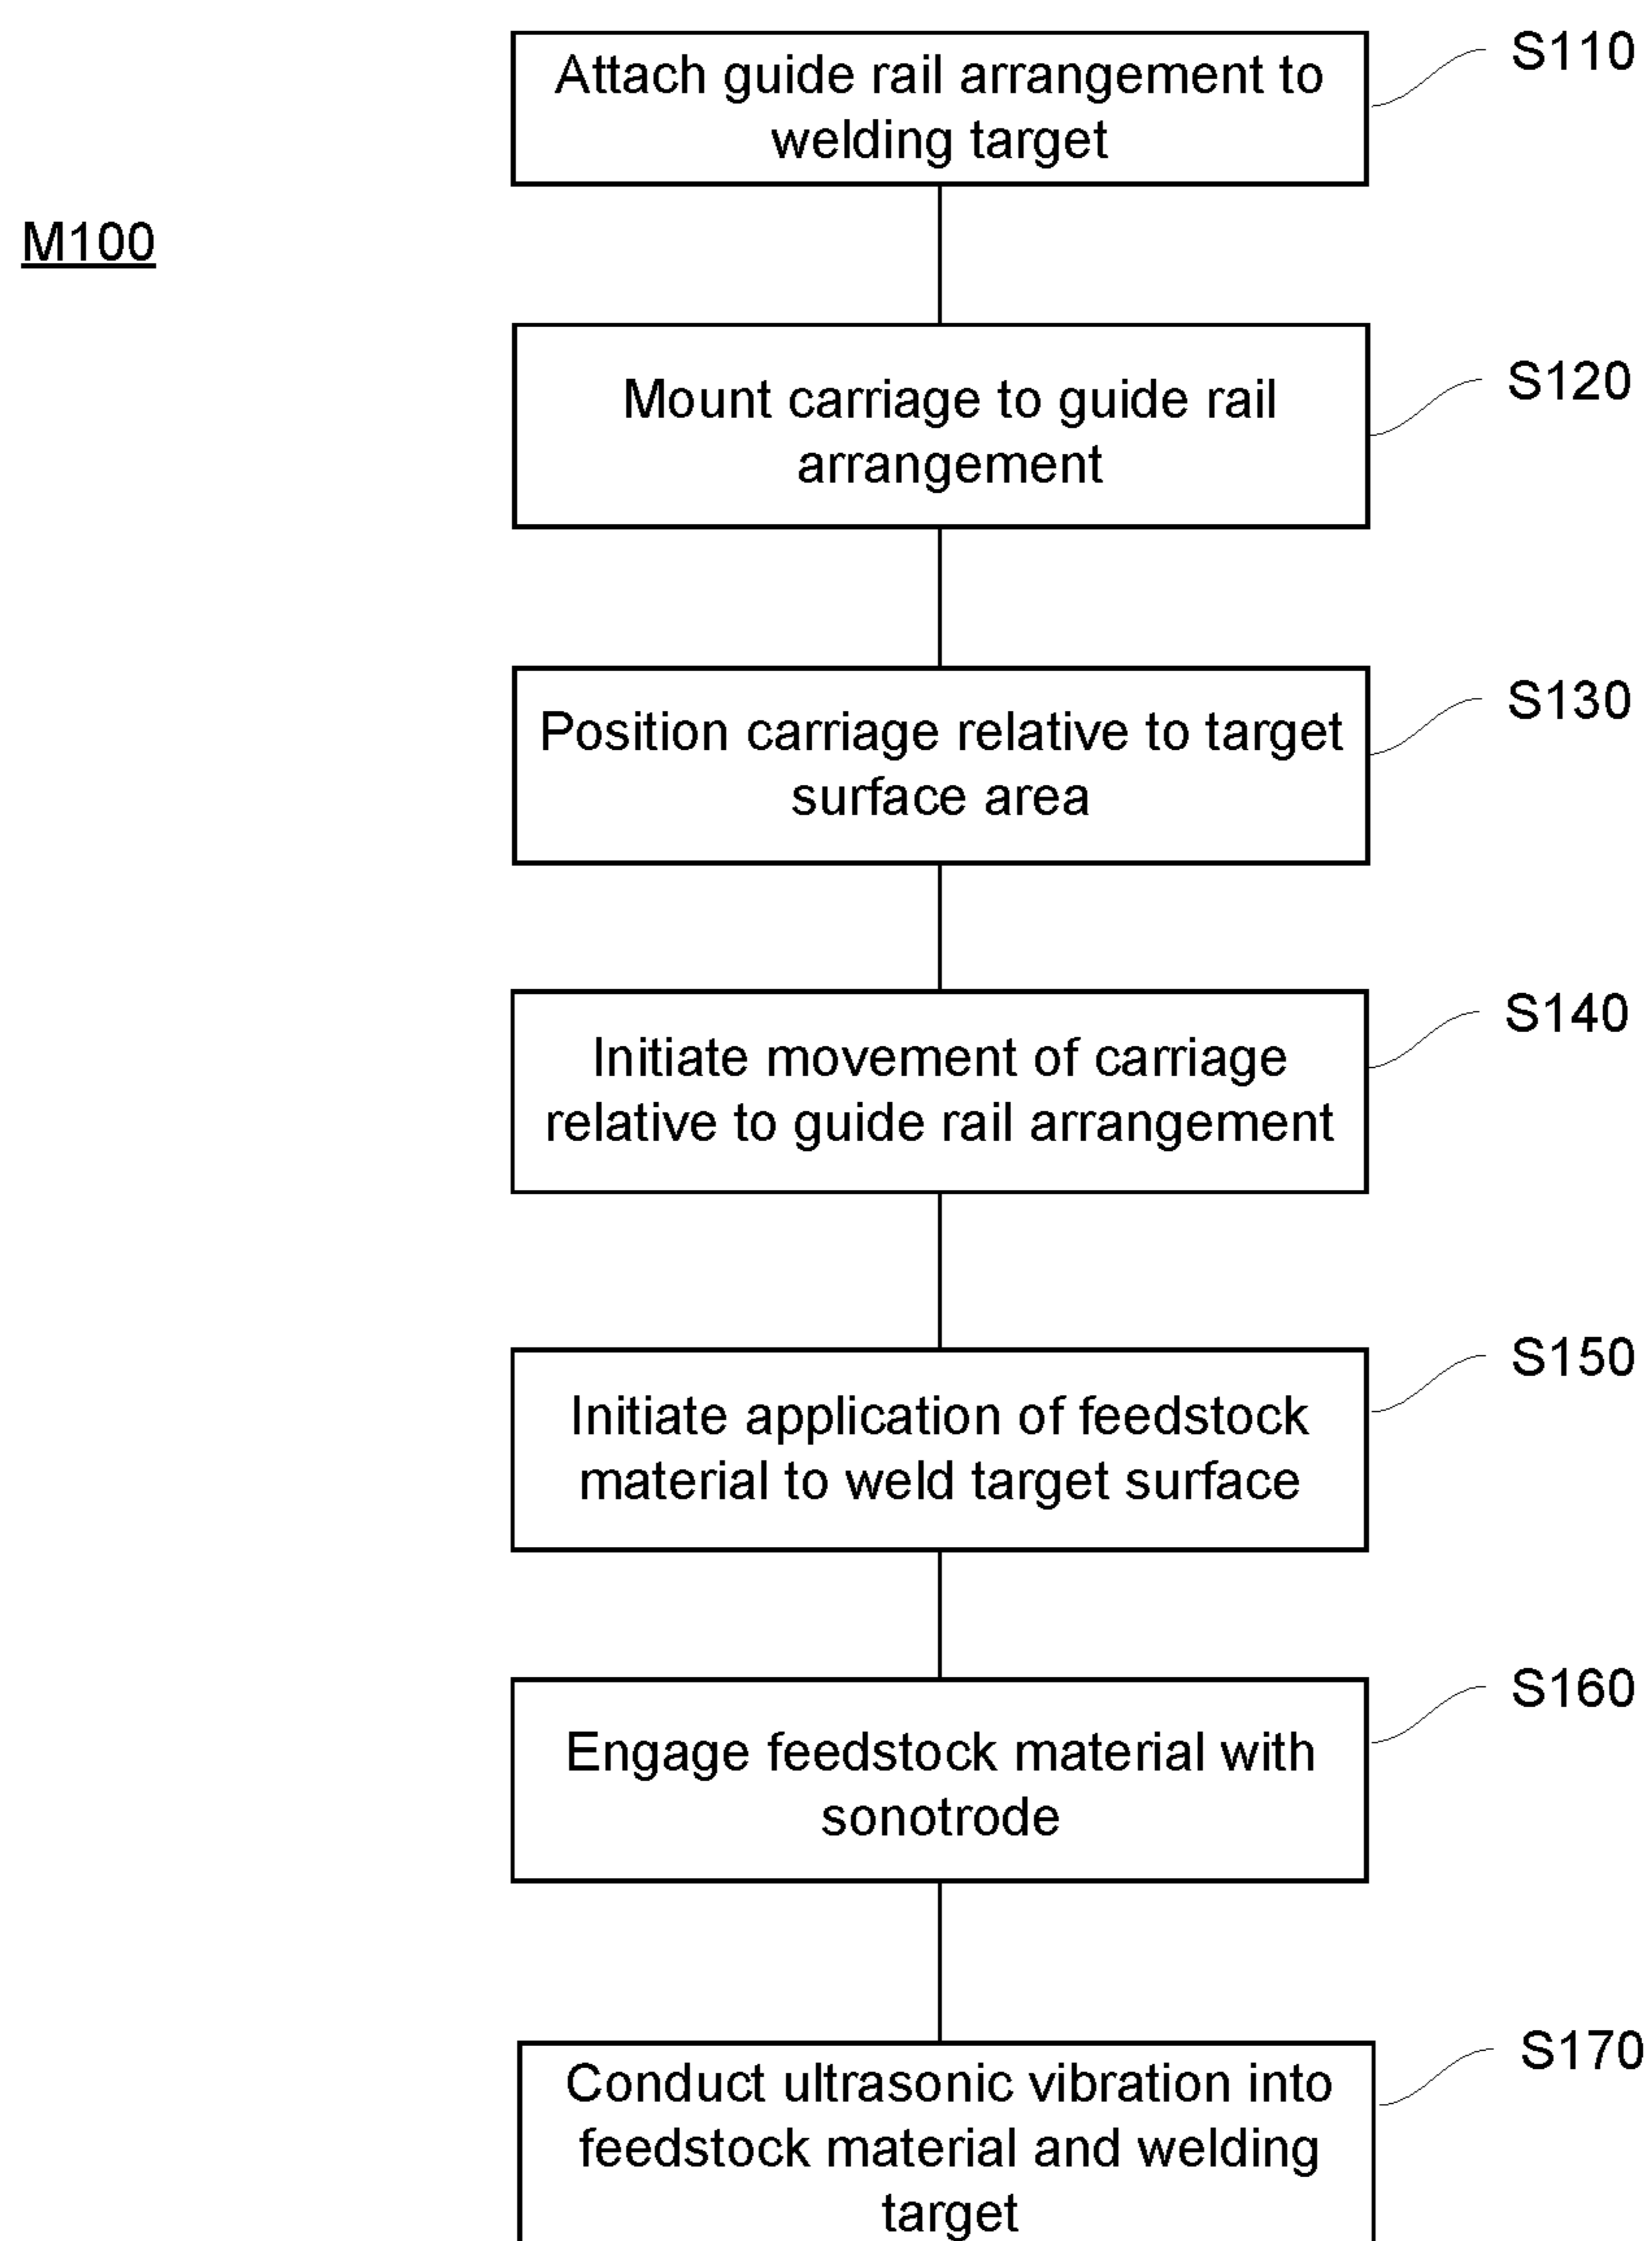 Attach guide rail arrangement to
welding target
S110
M100
Mount carriage to guide rail
arrangement
S120
Position carriage relative to target
surface area
S130
Initiate movement of carriage
relative to guide rail arrangement
S140
Initiate application of feedstock
material to weld target surface
S150
Engage feedstock material with
sonotrode
S160
Conduct ultrasonic vibration into
feedstock material and welding
target
S170